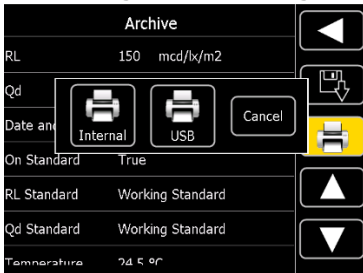 Archive
RL 150 mcd/lx/m2
Qd
Date and
Internal USB Cancel
On Standard True
RL Standard Working Standard
Qd Standard Working Standard
Temperature 24.5 ºC